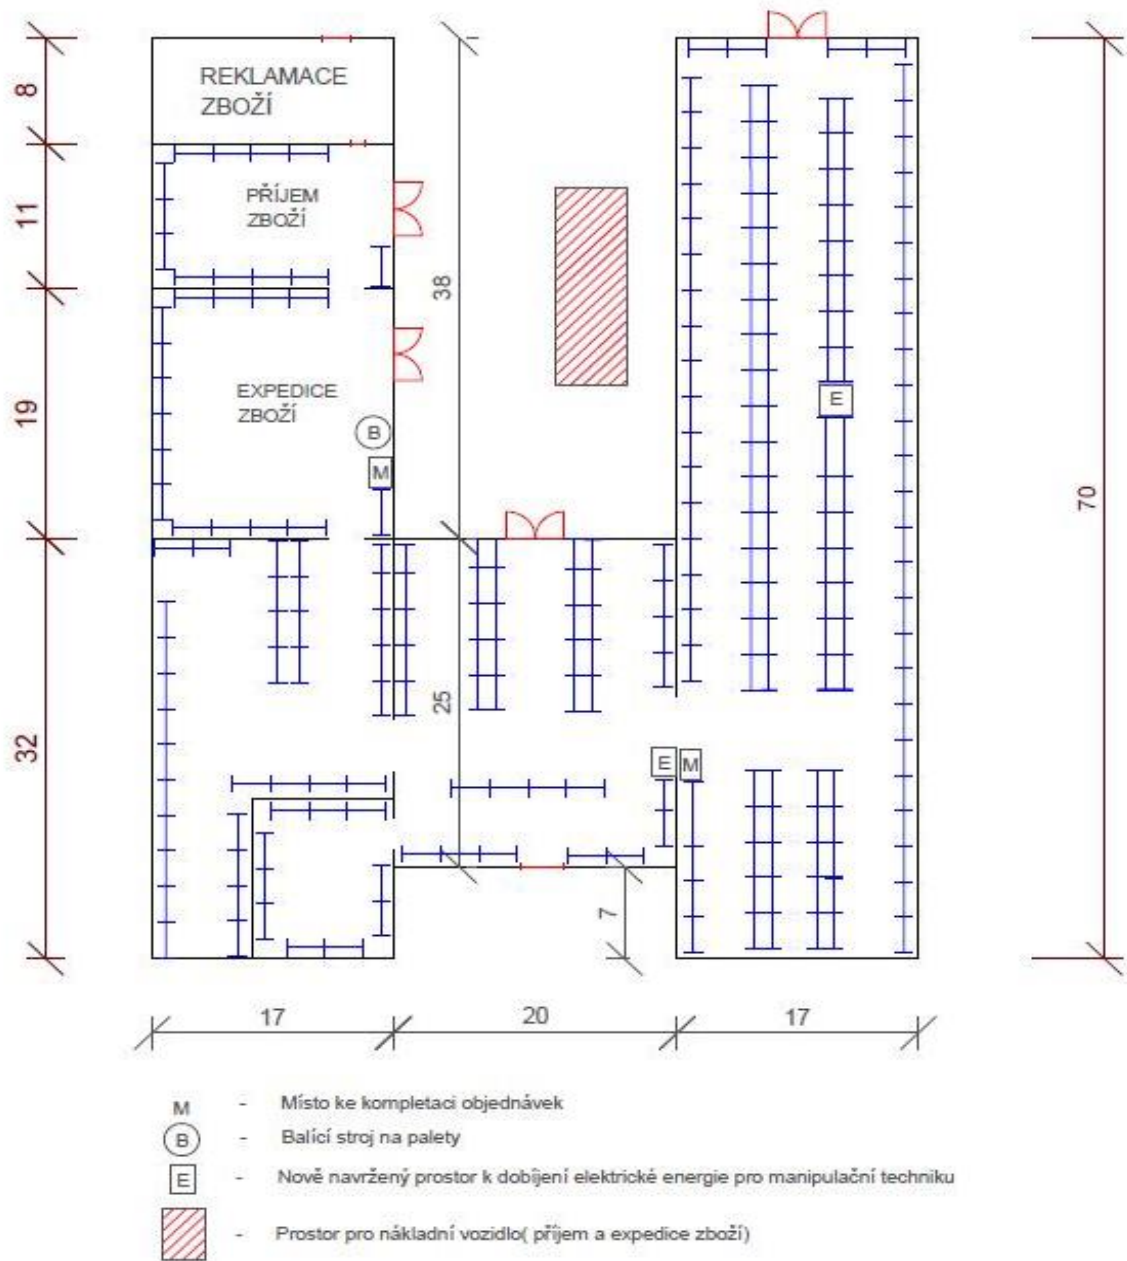 REKLAMACE
ZBOŽÍ
8
PŘÍJEM
ZBOŽÍ
11
38
EXPEDICE
ZBOŽÍ
19
E
B
M
70
25
32
E
M
7
17
20
17
M - Místo ke kompletaci objednávek
B - Balící stroj na palety
E - Nově navržený prostor k dobíjení elektrické energie pro manipulační techniku
- Prostor pro nákladní vozidlo( příjem a expedice zboží)